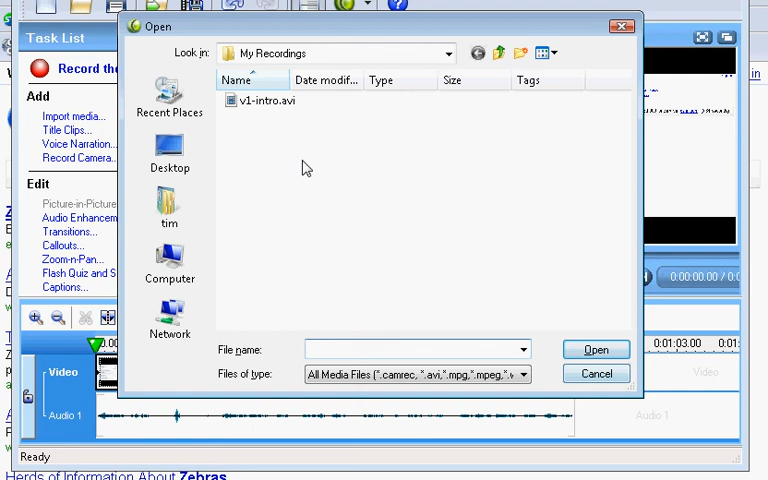 Open
Task List
Look in:
My Recordings
Record the
Name
Date modif...
Type
Size
Tags
v1-intro.avi
Add
Import media...
Title Clips...
Voice Narration...
Record Camera...
Recent Places
Desktop
Edit
Picture-in-Picture
Audio Enhancem
Transitions...
Callouts...
Zoom-n-Pan...
Flash Quiz and S
Captions...
tim
Computer
Network
0:00:00.00 / 0:0
File name:
Open
Files of type:
All Media Files (*.camrec, *.avi,*.mpg,*.mpeg,*.
Cancel
0:01:03.00
0:01:
Video
Video
Audio 1
Audio 1
Ready
Herds of Information About Zebras